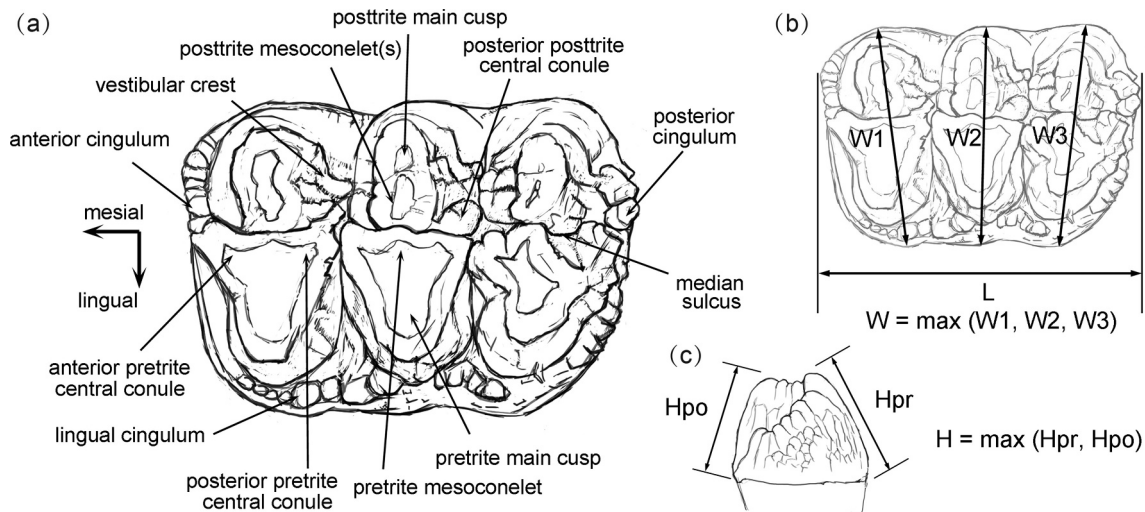 (a)
posttrite main cusp
posttrite mesoconelet(s)
posterior posttrite
central conule
vestibular crest
anterior cingulum
posterior
cingulum
mesial
lingual
median
sulcus
anterior pretrite
central conule
lingual cingulum
posterior pretrite
central conule
pretrite main cusp
pretrite mesoconelet
(b)
W1
W2
W3
L
W = max (W1, W2, W3)
(c)
Hpo
Hpr
H = max (Hpr, Hpo)